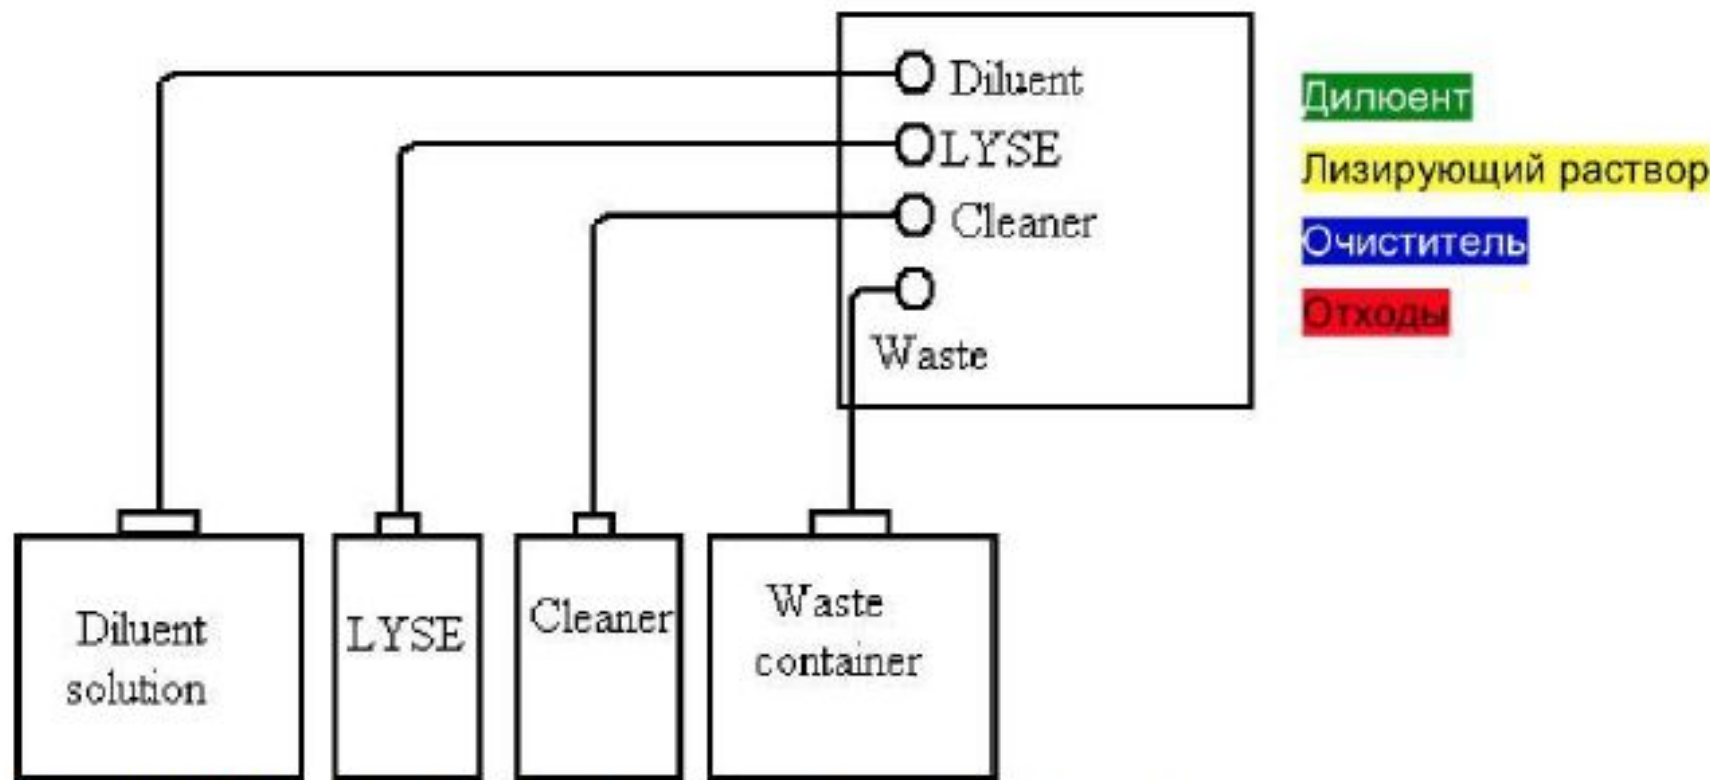 Diluent
LYSE
Cleaner
Waste
Дилюент
Лизирующий раствор
Очиститель
Отходы
Diluent
solution
LYSE
Cleaner
Waste
container